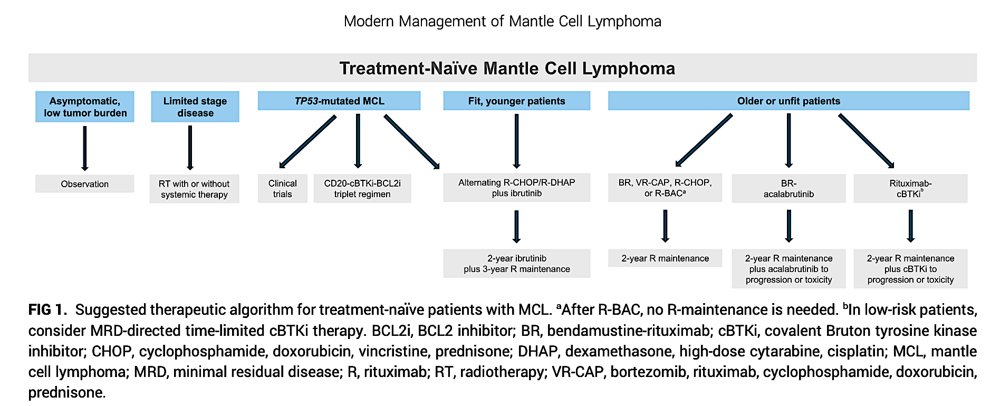 Modern Management of Mantle Cell Lymphoma
Treatment-Naïve Mantle Cell Lymphoma
Asymptomatic,
low tumor burden
Limited stage
disease
TP53-mutated MCL
Fit, younger patients
Older or unfit patients
Observation
RT with or without
systemic therapy
Clinical
trials
CD20-cBTKi-BCL2i
triplet regimen
Alternating R-CHOP/R-DHAP
plus ibrutinib
BR, VR-CAP, R-CHOP,
or R-BACᵃ
BR-
acalabrutinib
Rituximab-
cBTKiᵇ
2-year ibrutinib
plus 3-year R maintenance
2-year R maintenance
2-year R maintenance
plus acalabrutinib to
progression or toxicity
2-year R maintenance
plus cBTKi to
progression or toxicity
FIG 1. Suggested therapeutic algorithm for treatment-naïve patients with MCL. ᵃAfter R-BAC, no R-maintenance is needed. ᵇIn low-risk patients,
consider MRD-directed time-limited cBTKi therapy. BCL2i, BCL2 inhibitor; BR, bendamustine-rituximab; cBTKi, covalent Bruton tyrosine kinase
inhibitor; CHOP, cyclophosphamide, doxorubicin, vincristine, prednisone; DHAP, dexamethasone, high-dose cytarabine, cisplatin; MCL, mantle
cell lymphoma; MRD, minimal residual disease; R, rituximab; RT, radiotherapy; VR-CAP, bortezomib, rituximab, cyclophosphamide, doxorubicin,
prednisone.